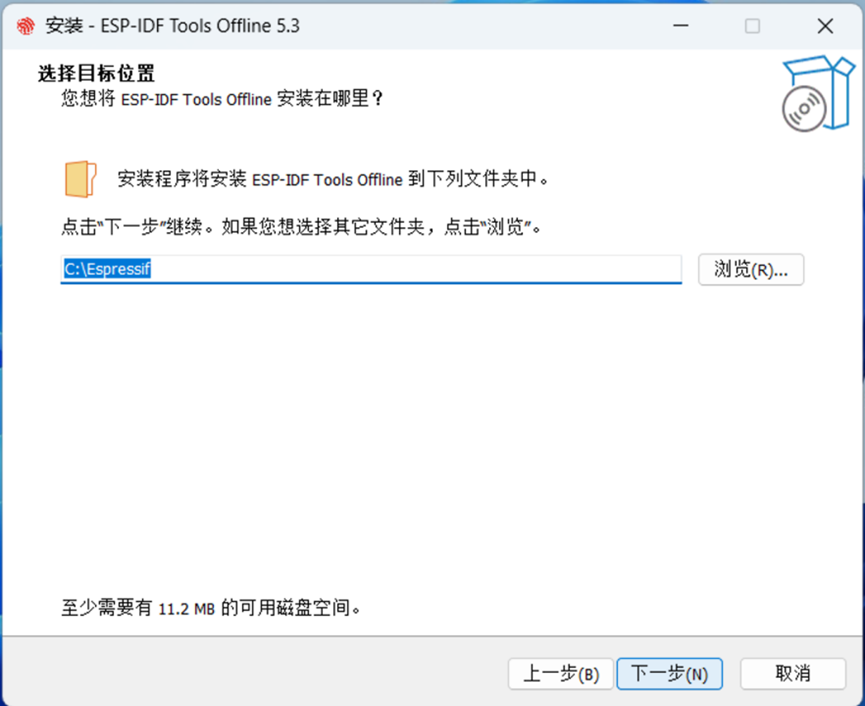 安装 - ESP-IDF Tools Offline 5.3
选择目标位置
您想将 ESP-IDF Tools Offline 安装在哪里？
安装程序将安装 ESP-IDF Tools Offline 到下列文件夹中。
点击“下一步”继续。如果您想选择其它文件夹，点击“浏览”。
C:\Espressif
浏览(R)...
至少需要有 11.2 MB 的可用磁盘空间。
上一步(B)
下一步(N)
取消